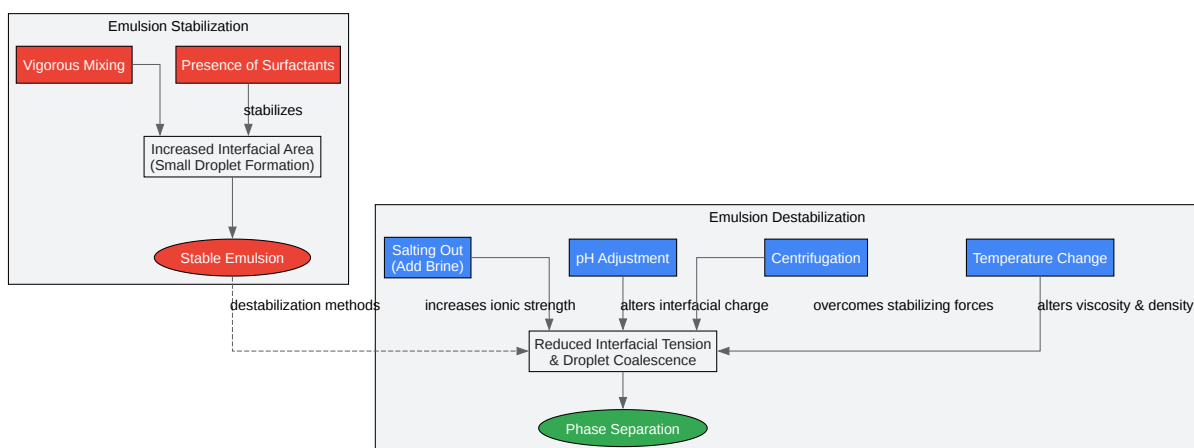 Emulsion Stabilization
Vigorous Mixing
Presence of Surfactants
stabilizes
Increased Interfacial Area
(Small Droplet Formation)
Stable Emulsion
destabilization methods
Emulsion Destabilization
Salting Out
(Add Brine)
pH Adjustment
Centrifugation
Temperature Change
increases ionic strength
alters interfacial charge
overcomes stabilizing forces
alters viscosity & density
Reduced Interfacial Tension
& Droplet Coalescence
Phase Separation